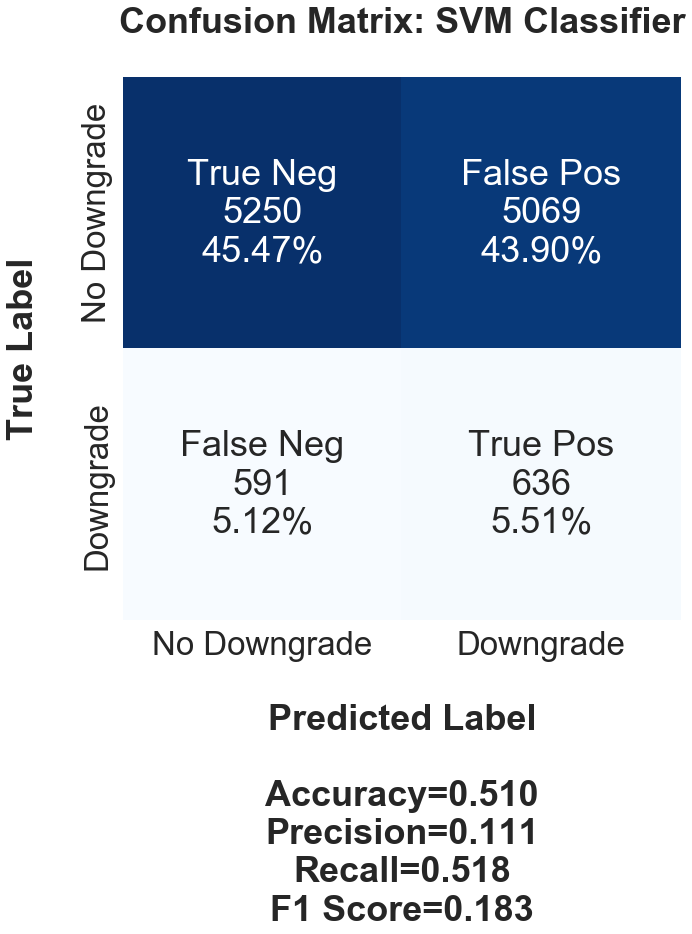 Confusion Matrix: SVM Classifier
True Label
No Downgrade
True Neg
5250
45.47%
False Pos
5069
43.90%
Downgrade
False Neg
591
5.12%
True Pos
636
5.51%
No Downgrade
Downgrade
Predicted Label
Accuracy=0.510
Precision=0.111
Recall=0.518
F1 Score=0.183